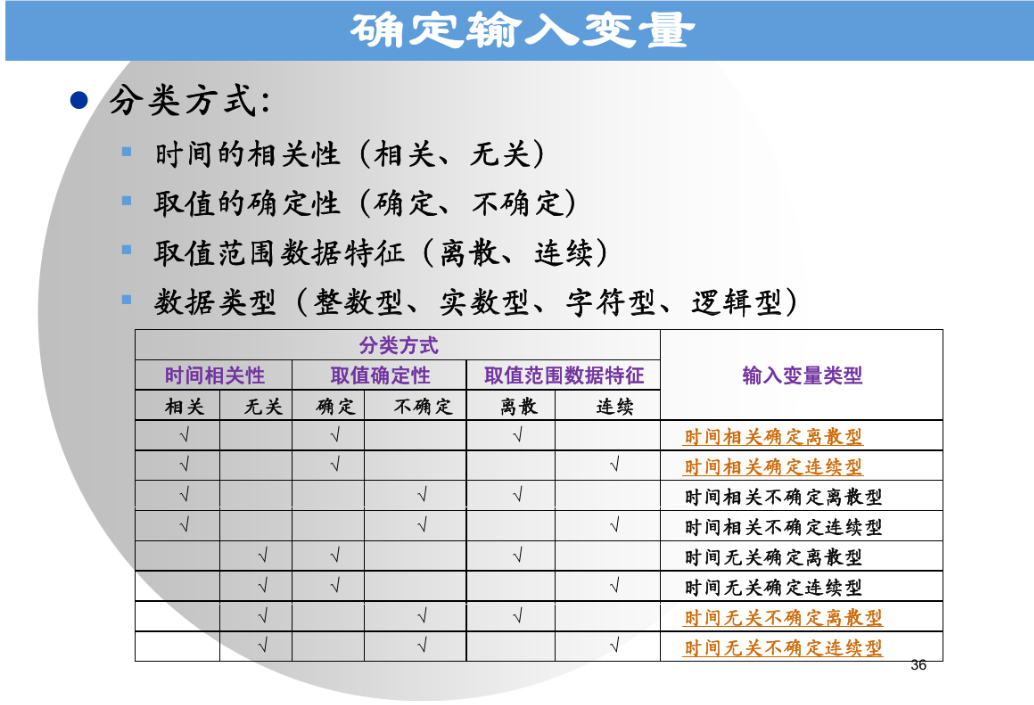 确定输入变量
分类方式：
时间的相关性（相关、无关）
取值的确定性（确定、不确定）
取值范围数据特征（离散、连续）
数据类型（整数型、实数型、字符型、逻辑型）
分类方式
时间相关性 取值确定性 取值范围数据特征 输入变量类型
相关 无关 确定 不确定 离散 连续
√ √ √ 时间相关确定离散型
√ √ √ 时间相关确定连续型
√ √ √ 时间相关不确定离散型
√ √ √ 时间相关不确定连续型
√ √ √ 时间无关确定离散型
√ √ √ 时间无关确定连续型
√ √ √ 时间无关不确定离散型
√ √ √ 时间无关不确定连续型
36